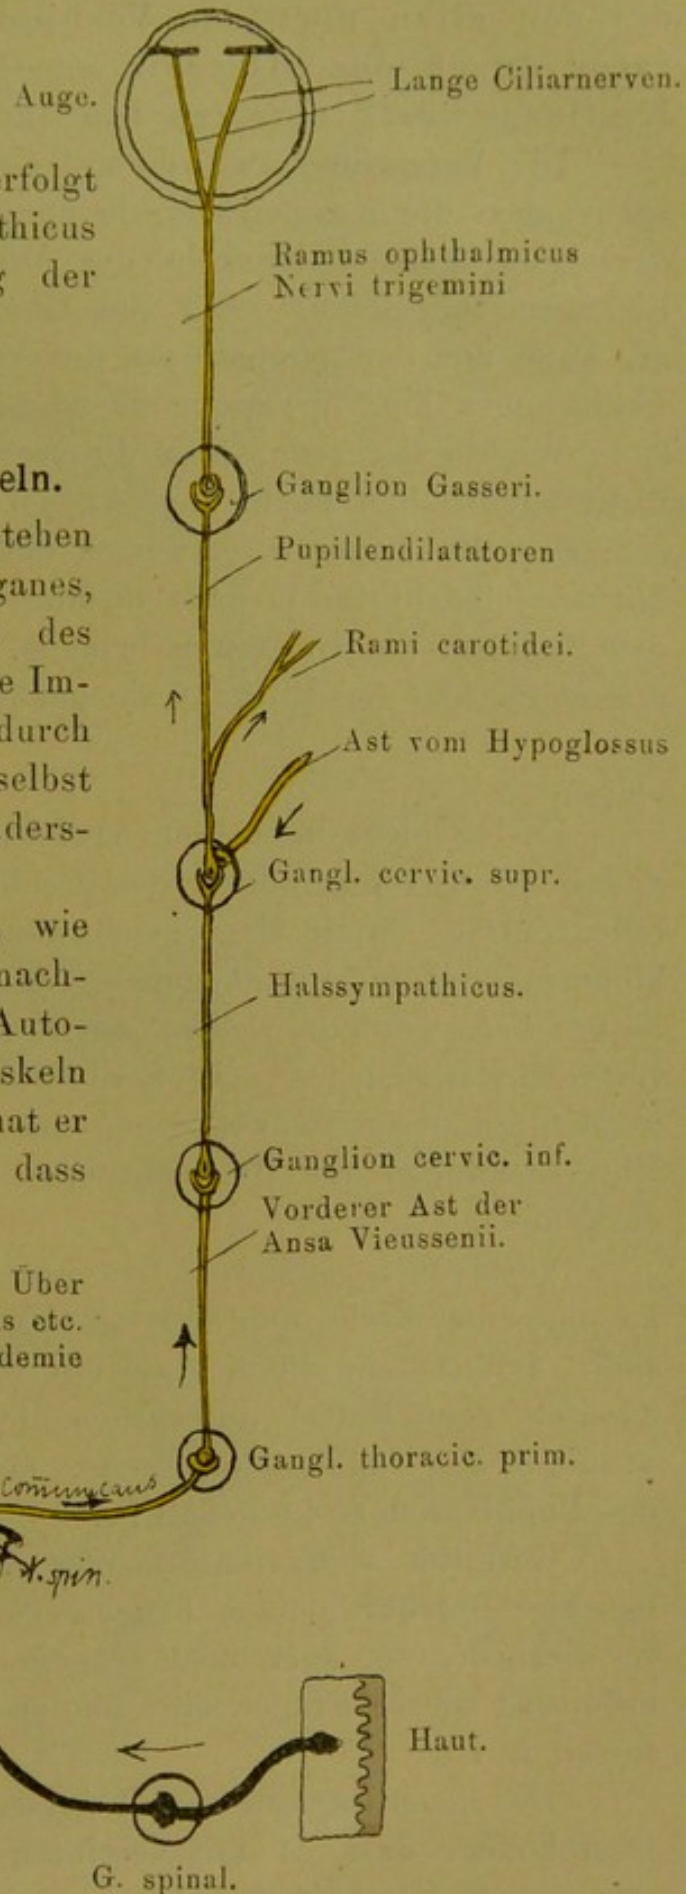 Auge.
Lange Ciliarnerven.
erfolgt
thicus
der
Ramus ophthalmicus
Nervi trigemini
eln.
Ganglion Gasseri.
tehen
Pupillendilatatoren
ganes,
des
Rami carotidei.
e Im-
durch
Ast vom Hypoglossus
selbst
ders-
Gangl. cervic. supr.
wie
nach-
Halssympathicus.
Auto-
skeln
hat er
dass
Ganglion cervic. inf.
Vorderer Ast der
Ansa Vieussenii.
Über
s etc.
demie
Gangl. thoracic. prim.
N. spin.
Haut.
G. spinal.